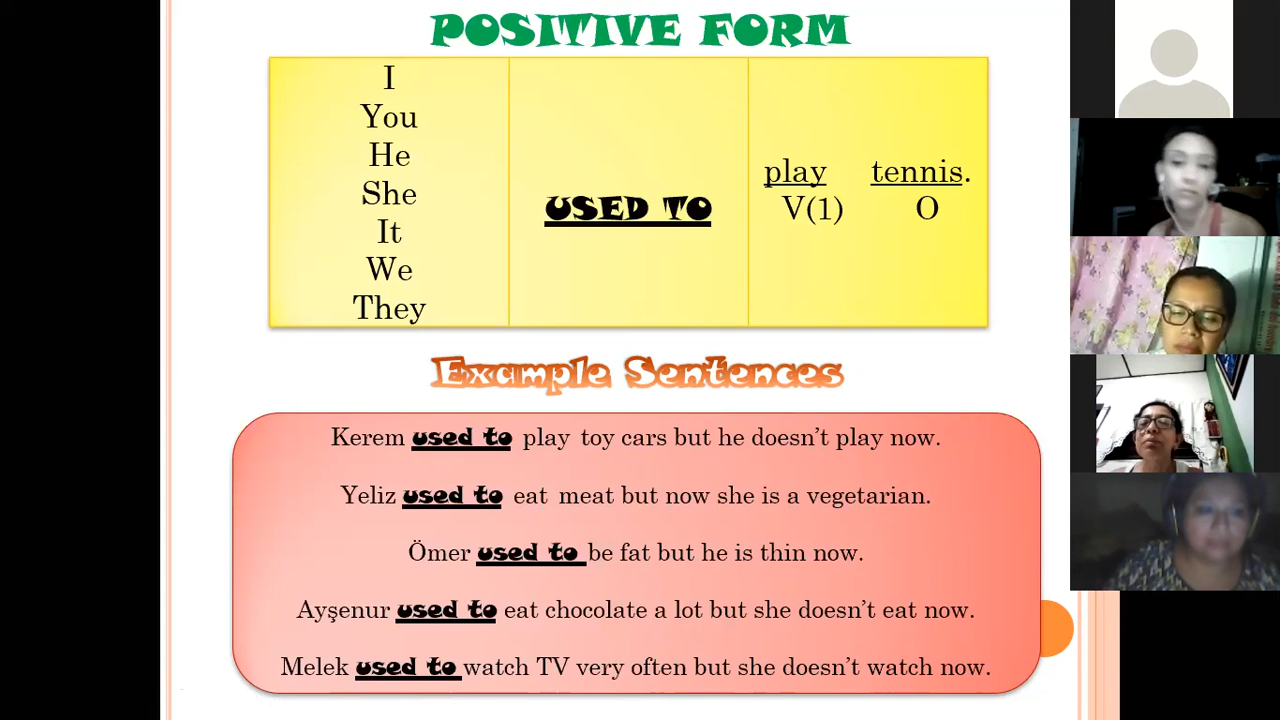 POSITIVE FORM
I
You
He
She
It
We
They
USED TO
play tennis.
V(1) O
Example Sentences
Kerem used to play toy cars but he doesn’t play now.
Yeliz used to eat meat but now she is a vegetarian.
Ömer used to be fat but he is thin now.
Ayşenur used to eat chocolate a lot but she doesn’t eat now.
Melek used to watch TV very often but she doesn’t watch now.